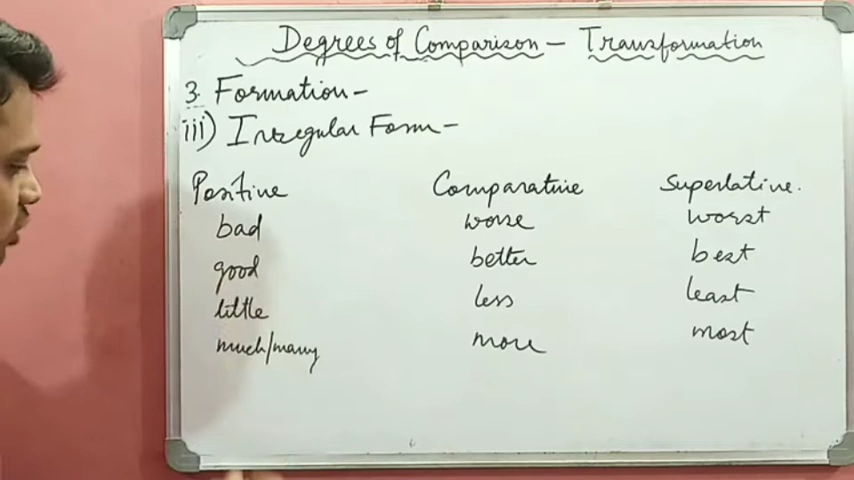 Degrees of Comparison - Transformation
3. Formation -
iii) Irregular Form -
Positive Comparative Superlative.
bad worse worst
good better best
little less least
much/many more most